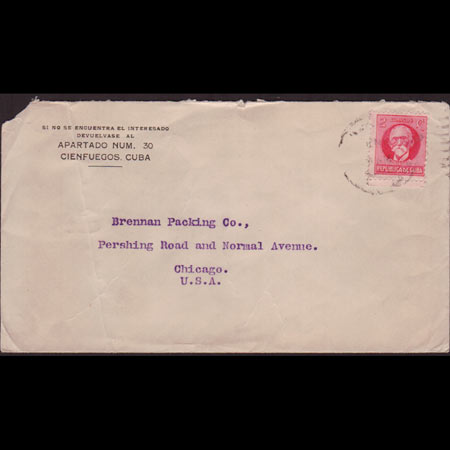 SI NO SE ENCUENTRA EL INTERESADO
DEVUELVASE AL
APARTADO NUM. 30
CIENFUEGOS, CUBA
2
REPUBLICA DE CUBA
Brennan Packing Co.,
Pershing Road and Normal Avenue.
Chicago.
U.S.A.